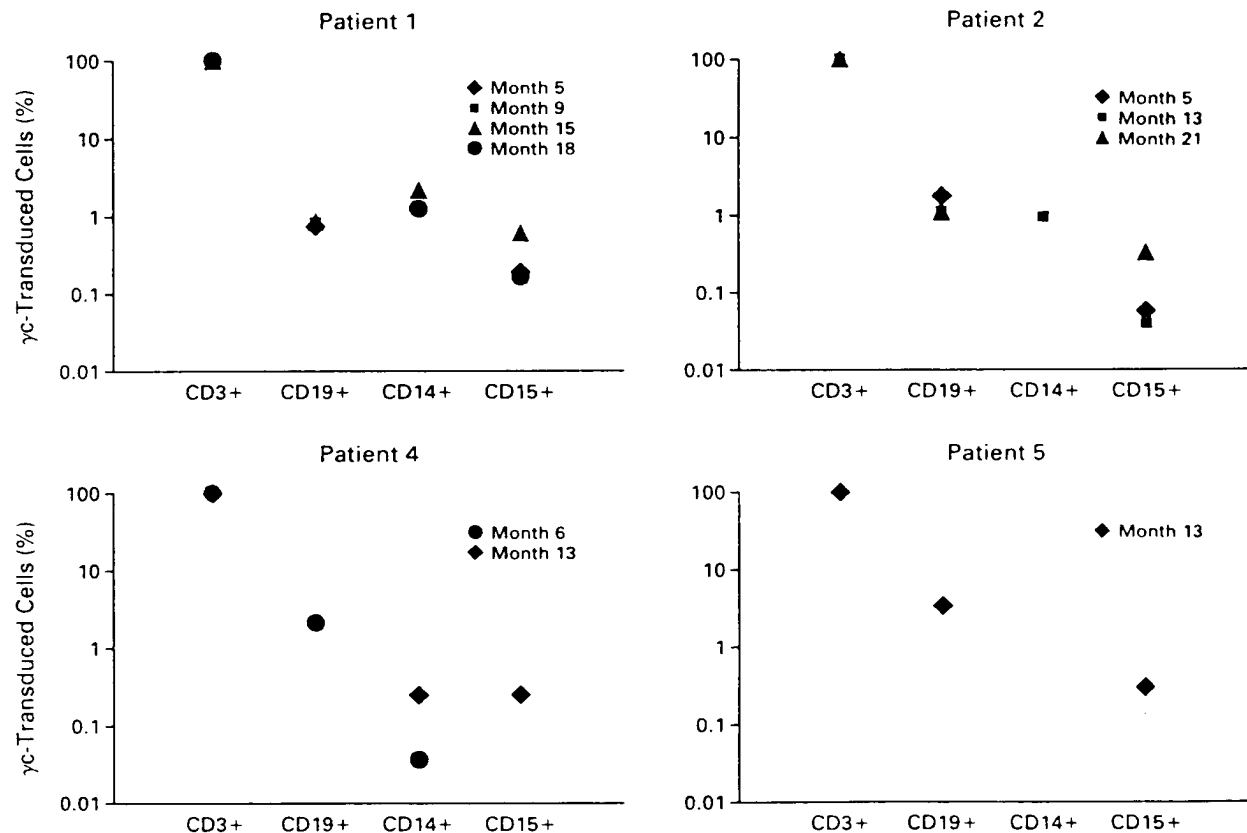 Patient 1
γc-Transduced Cells (%)
100
10
1
0.1
0.01
Month 5
Month 9
Month 15
Month 18
CD3+ CD19+ CD14+ CD15+
Patient 2
100
10
1
0.1
0.01
Month 5
Month 13
Month 21
CD3+ CD19+ CD14+ CD15+
Patient 4
γc-Transduced Cells (%)
100
10
1
0.1
0.01
Month 6
Month 13
CD3+ CD19+ CD14+ CD15+
Patient 5
100
10
1
0.1
0.01
Month 13
CD3+ CD19+ CD14+ CD15+